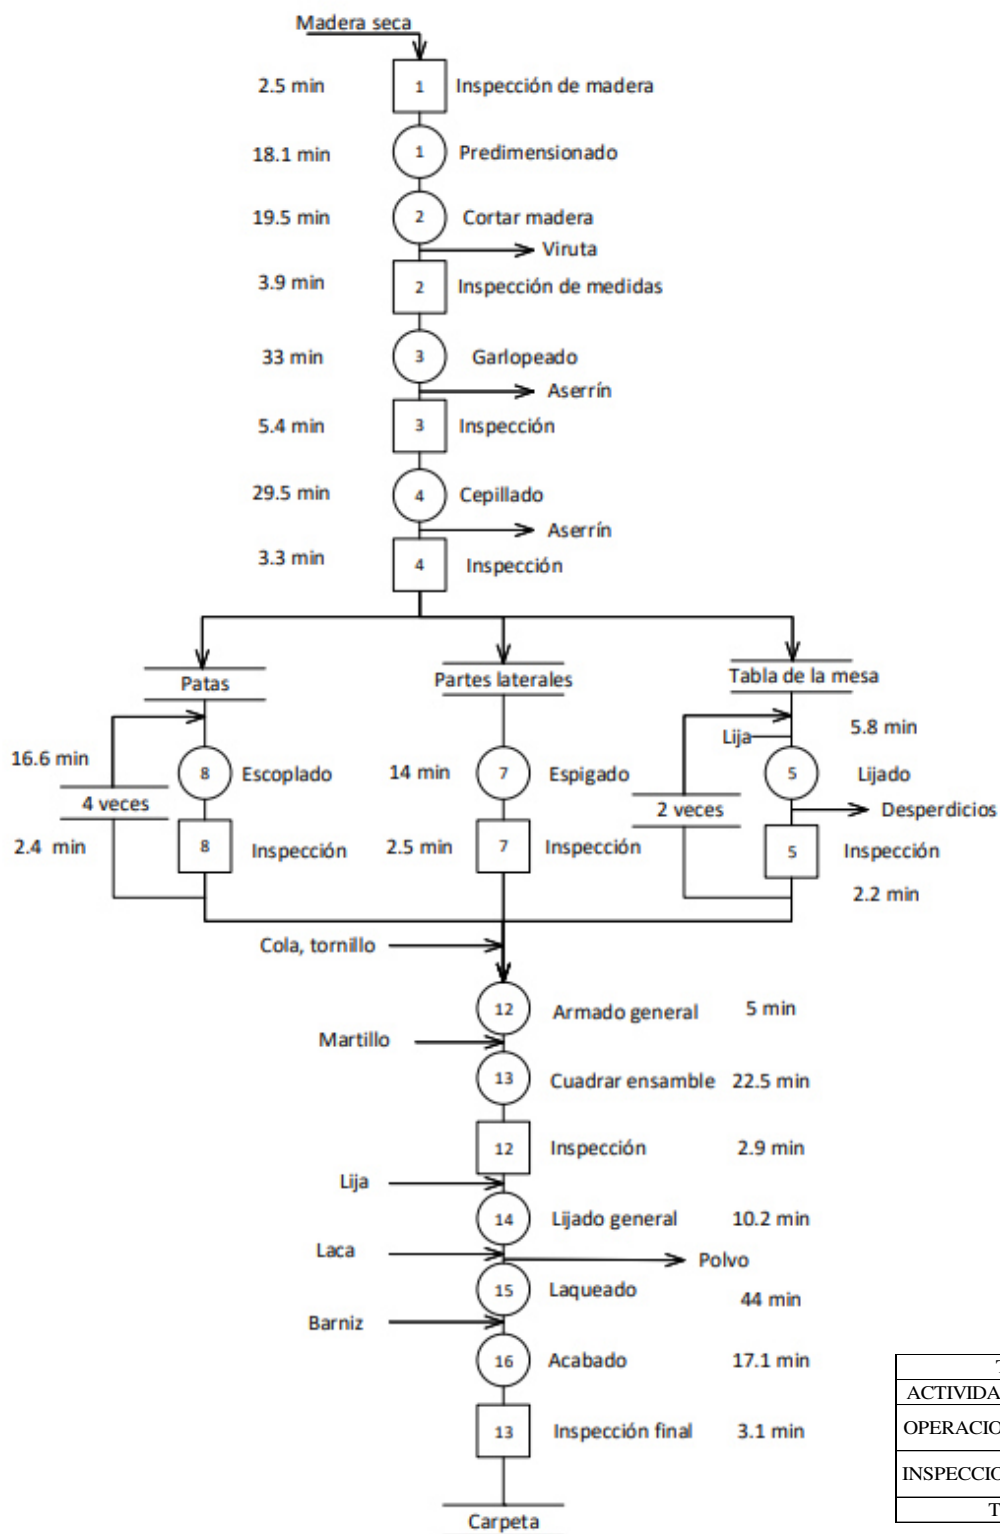 Madera seca
2.5 min
1
Inspección de madera
18.1 min
1
Predimensionado
19.5 min
2
Cortar madera
Viruta
3.9 min
2
Inspección de medidas
33 min
3
Garlopeado
Aserrín
5.4 min
3
Inspección
29.5 min
4
Cepillado
Aserrín
3.3 min
4
Inspección
Patas
Partes laterales
Tabla de la mesa
16.6 min
8
Escoplado
4 veces
2.4 min
8
Inspección
14 min
7
Espigado
2.5 min
7
Inspección
Lija
5.8 min
5
Lijado
2 veces
Desperdicios
5
Inspección
2.2 min
Cola, tornillo
12
Armado general
5 min
Martillo
13
Cuadrar ensamble
22.5 min
12
Inspección
2.9 min
Lija
14
Lijado general
10.2 min
Laca
Polvo
15
Laqueado
44 min
Barniz
16
Acabado
17.1 min
13
Inspección final
3.1 min
Carpeta
T
ACTIVIDA
OPERACIO
INSPECCIO
T